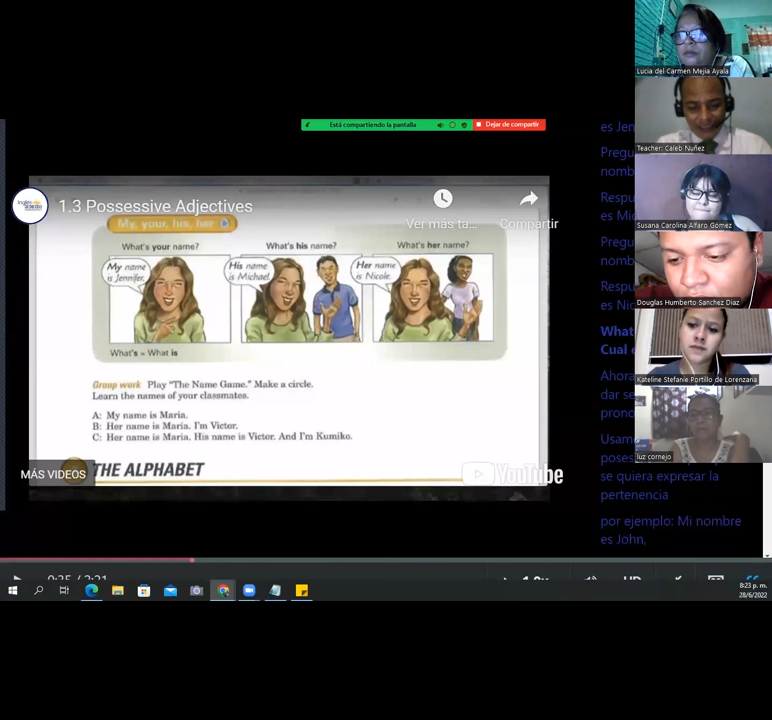 Lucia del Carmen Mejia Ayala
Está compartiendo la pantalla
Dejar de compartir
Teacher: Caleb Nuñez
1.3 Possessive Adjectives
Ver más ta...
Compartir
My, your, his, her
What's your name?
What's his name?
What's her name?
My name
is Jennifer.
His name
is Michael.
Her name
is Nicole.
What's = What is
Group work Play “The Name Game.” Make a circle.
Learn the names of your classmates.
A: My name is Maria.
B: Her name is Maria. I'm Victor.
C: Her name is Maria. His name is Victor. And I'm Kumiko.
MÁS VIDEOS
THE ALPHABET
YouTube
Susana Carolina Alfaro Gomez
Douglas Humberto Sanchez Diaz
Kateline Stefanie Portillo de Lorenzana
luz cornejo
es Jen
Pregu
nomb
Respu
es Mic
Pregu
nomb
Respu
es Nic
What
Cual
Ahora
dar se
prono
Usam
poses
se quiera expresar la
pertenencia
por ejemplo: Mi nombre
es John,
0:35 / 2:21
8:23 p. m.
28/6/2022